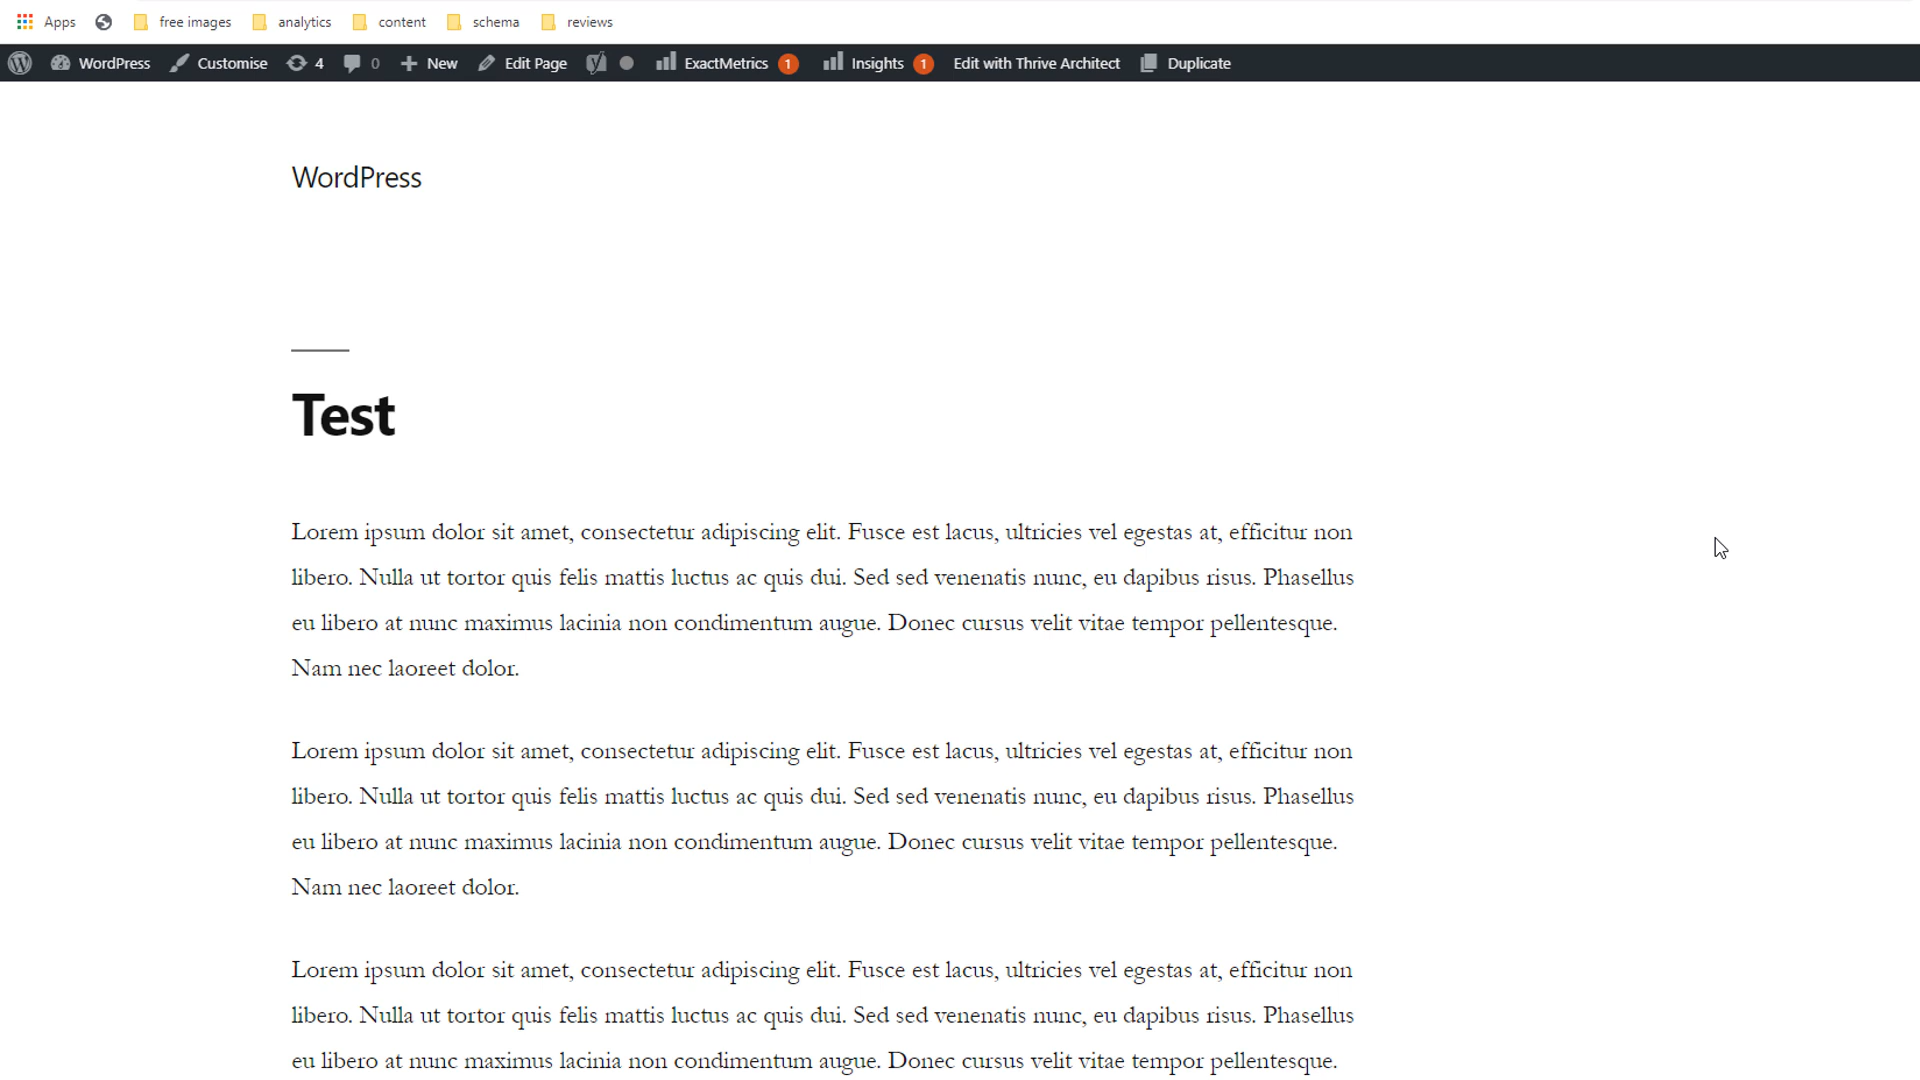 Apps free images analytics content schema reviews
WordPress Customise 4 0 New Edit Page ExactMetrics 1 Insights 1 Edit with Thrive Architect Duplicate
WordPress
Test
Lorem ipsum dolor sit amet, consectetur adipiscing elit. Fusce est lacus, ultricies vel egestas at, efficitur non
libero. Nulla ut tortor quis felis mattis luctus ac quis dui. Sed sed venenatis nunc, eu dapibus risus. Phasellus
eu libero at nunc maximus lacinia non condimentum augue. Donec cursus velit vitae tempor pellentesque.
Nam nec laoreet dolor.
Lorem ipsum dolor sit amet, consectetur adipiscing elit. Fusce est lacus, ultricies vel egestas at, efficitur non
libero. Nulla ut tortor quis felis mattis luctus ac quis dui. Sed sed venenatis nunc, eu dapibus risus. Phasellus
eu libero at nunc maximus lacinia non condimentum augue. Donec cursus velit vitae tempor pellentesque.
Nam nec laoreet dolor.
Lorem ipsum dolor sit amet, consectetur adipiscing elit. Fusce est lacus, ultricies vel egestas at, efficitur non
libero. Nulla ut tortor quis felis mattis luctus ac quis dui. Sed sed venenatis nunc, eu dapibus risus. Phasellus
eu libero at nunc maximus lacinia non condimentum augue. Donec cursus velit vitae tempor pellentesque.